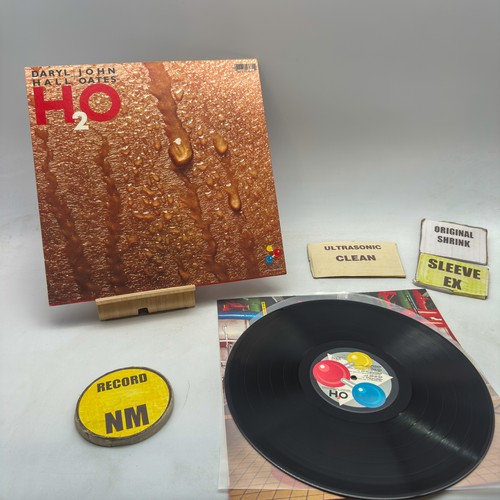 DARYL JOHN
HALL OATES
H2O
ULTRASONIC
CLEAN
ORIGINAL
SHRINK
SLEEVE
EX
RECORD
NM
H2O